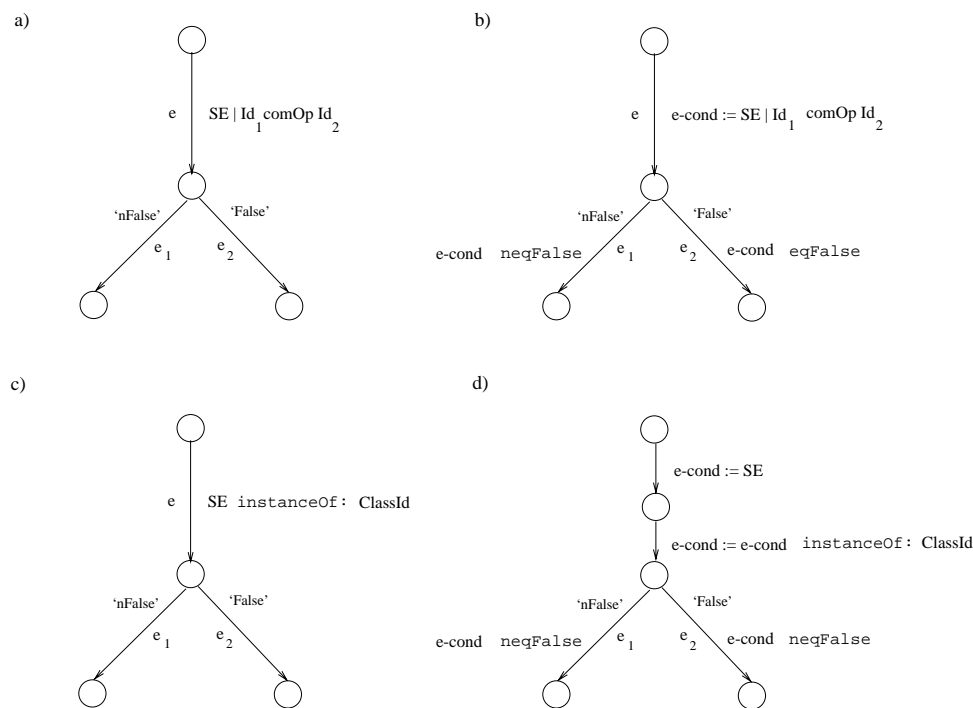 a)
e SE | Id1 comOp Id2
‘nFalse’ ‘False’
e1 e2
b)
e e-cond := SE | Id1 comOp Id2
‘nFalse’ ‘False’
e-cond neqFalse e1 e2 e-cond eqFalse
c)
e SE instanceOf: ClassId
‘nFalse’ ‘False’
e1 e2
d)
e-cond := SE
e-cond := e-cond instanceOf: ClassId
‘nFalse’ ‘False’
e-cond neqFalse e1 e2 e-cond neqFalse